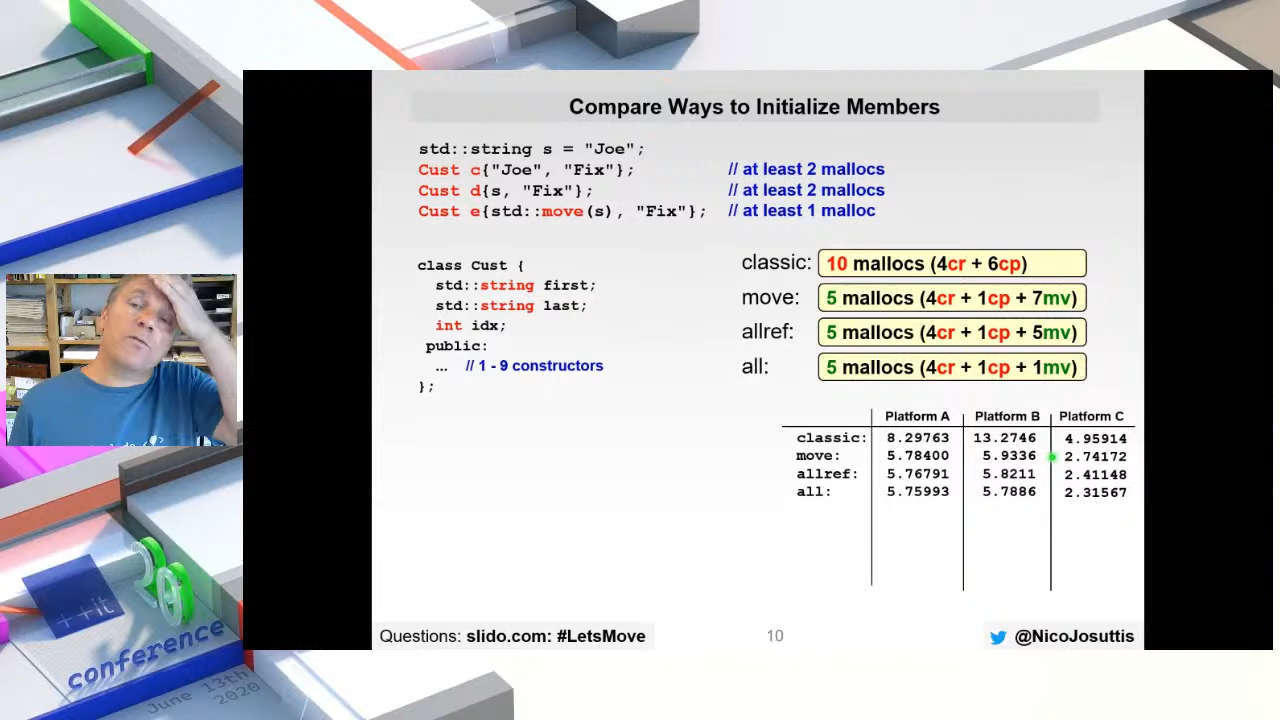 Compare Ways to Initialize Members
std::string s = "Joe";
Cust c{"Joe", "Fix"}; // at least 2 mallocs
Cust d{s, "Fix"}; // at least 2 mallocs
Cust e{std::move(s), "Fix"}; // at least 1 malloc
class Cust {
std::string first;
std::string last;
int idx;
public:
... // 1 - 9 constructors
};
classic: 10 mallocs (4cr + 6cp)
move: 5 mallocs (4cr + 1cp + 7mv)
allref: 5 mallocs (4cr + 1cp + 5mv)
all: 5 mallocs (4cr + 1cp + 1mv)
Platform A Platform B Platform C
classic: 8.29763 13.2746 4.95914
move: 5.78400 5.9336 2.74172
allref: 5.76791 5.8211 2.41148
all: 5.75993 5.7886 2.31567
Questions: slido.com: #LetsMove 10 @NicoJosuttis
++it
20
conference
June 13th
2020